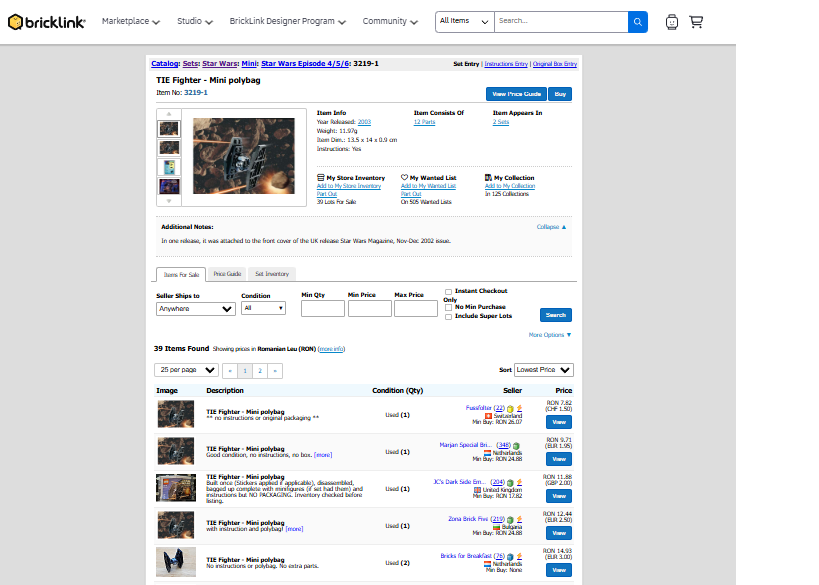 bricklink
Marketplace Studio BrickLink Designer Program Community All Items Search...
Catalog: Sets: Star Wars: Mini: Star Wars Episode 4/5/6: 3219-1 Set Entry | Instructions Entry | Original Box Entry
TIE Fighter - Mini polybag
Item No: 3219-1
View Price Guide Buy
Item Info Item Consists Of Item Appears In
Year Released: 2003 12 Parts 2 Sets
Weight: 11.97g
Item Dim.: 13.5 x 14 x 0.9 cm
Instructions: Yes
My Store Inventory My Wanted List My Collection
Add to My Store Inventory Add to My Wanted List Add to My Collection
Part Out Part Out In 125 Collections
39 Lots For Sale On 505 Wanted Lists
Additional Notes: Collapse ▲
In one release, it was attached to the front cover of the UK release Star Wars Magazine, Nov-Dec 2002 issue.
Items For Sale Price Guide Set Inventory
Seller Ships to Condition Min Qty Min Price Max Price Instant Checkout
Only
Anywhere All No Min Purchase
Include Super Lots Search
More Options ▼
39 Items Found Showing prices in Romanian Leu (RON) (more info)
25 per page « 1 2 » Sort Lowest Price
Image Description Condition (Qty) Seller Price
TIE Fighter - Mini polybag
** no instructions or original packaging **
Used (1)
Fussfolter (22)
Switzerland
Min Buy: RON 26.07
RON 7.82
(CHF 1.50)
View
TIE Fighter - Mini polybag
Good condition, no instructions, no box. [more]
Used (1)
Marjan Special Bri... (348)
Netherlands
Min Buy: RON 24.88
RON 9.71
(EUR 1.95)
View
TIE Fighter - Mini polybag
Built once (Stickers applied if applicable), disassembled,
bagged up complete with minifigures (if set had them) and
instructions but NO PACKAGING. Inventory checked before
listing.
Used (1)
JC's Dark Side Em... (204)
United Kingdom
Min Buy: RON 17.82
RON 11.88
(GBP 2.00)
View
TIE Fighter - Mini polybag
with instruction and polybag! [more]
Used (1)
Zona Brick Five (219)
Bulgaria
Min Buy: RON 24.88
RON 12.44
(EUR 2.50)
View
TIE Fighter - Mini polybag
No instructions or polybag. No extra parts.
Used (2)
Bricks for Breakfast (76)
Netherlands
Min Buy: None
RON 14.93
(EUR 3.00)
View